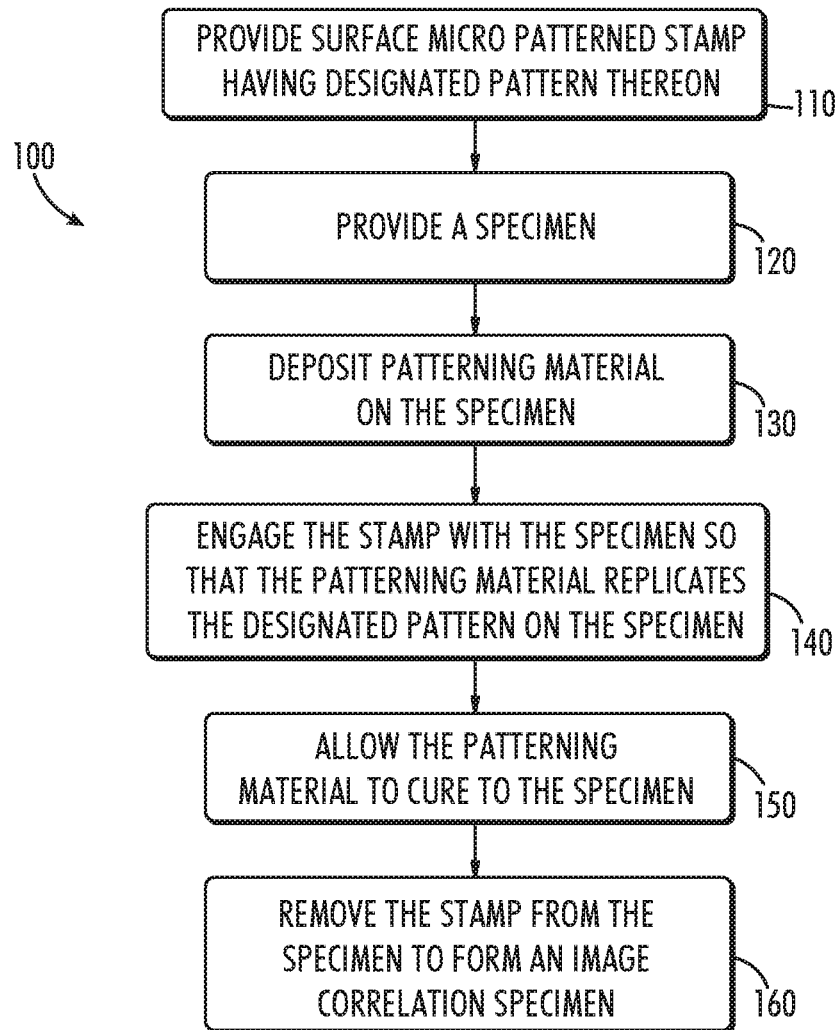 PROVIDE SURFACE MICRO PATTERNED STAMP
HAVING DESIGNATED PATTERN THEREON
110
100
PROVIDE A SPECIMEN
120
DEPOSIT PATTERNING MATERIAL
ON THE SPECIMEN
130
ENGAGE THE STAMP WITH THE SPECIMEN SO
THAT THE PATTERNING MATERIAL REPLICATES
THE DESIGNATED PATTERN ON THE SPECIMEN
140
ALLOW THE PATTERNING
MATERIAL TO CURE TO THE SPECIMEN
150
REMOVE THE STAMP FROM THE
SPECIMEN TO FORM AN IMAGE
CORRELATION SPECIMEN
160